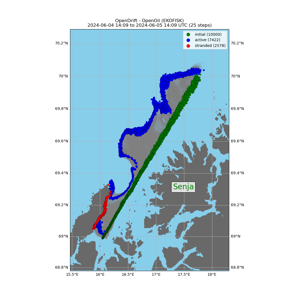 OpenDrift - OpenOil (EKOFISK)
2024-06-04 14:09 to 2024-06-05 14:09 UTC (25 steps)
initial (10000)
active (7422)
stranded (2578)
70.2°N 70.2°N
70°N 70°N
69.8°N 69.8°N
69.6°N 69.6°N
69.4°N 69.4°N
Senja
69.2°N 69.2°N
69°N 69°N
68.8°N 68.8°N
15.5°E 16°E 16.5°E 17°E 17.5°E 18°E